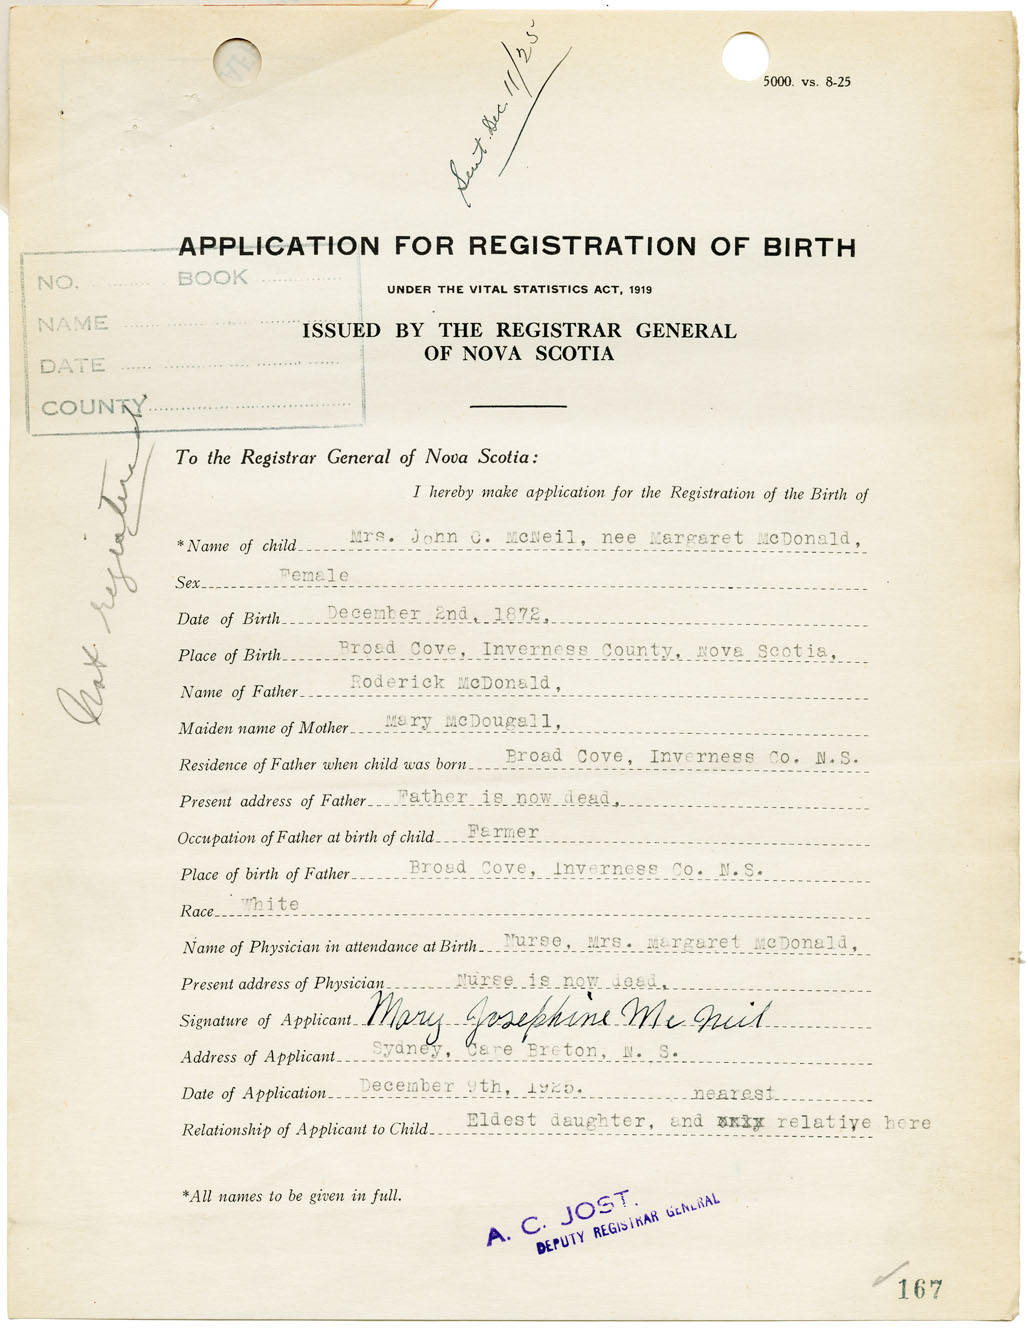 Sent Dec. 11/25
5000. vs. 8-25
APPLICATION FOR REGISTRATION OF BIRTH
UNDER THE VITAL STATISTICS ACT, 1919
ISSUED BY THE REGISTRAR GENERAL
OF NOVA SCOTIA
NO. BOOK
NAME
DATE
COUNTY
Not registered
To the Registrar General of Nova Scotia:
I hereby make application for the Registration of the Birth of
*Name of child Mrs. John C. McNeil, nee Margaret McDonald,
Sex Female
Date of Birth December 2nd, 1872,
Place of Birth Broad Cove, Inverness County, Nova Scotia,
Name of Father Roderick McDonald,
Maiden name of Mother Mary McDougall,
Residence of Father when child was born Broad Cove, Inverness Co. N.S.
Present address of Father Father is now dead,
Occupation of Father at birth of child Farmer
Place of birth of Father Broad Cove, Inverness Co. N.S.
Race White
Name of Physician in attendance at Birth Nurse, Mrs. Margaret McDonald,
Present address of Physician Nurse is now dead,
Signature of Applicant Mary Josephine McNeil
Address of Applicant Sydney, Cape Breton, N. S.
Date of Application December 9th, 1925.
nearest
Relationship of Applicant to Child Eldest daughter, and relative here
*All names to be given in full.
A. C. JOST.
DEPUTY REGISTRAR GENERAL
167